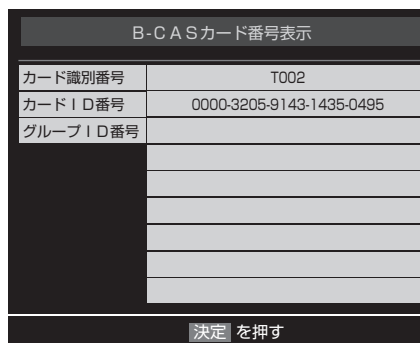 B-CASカード番号表示
カード識別番号 T002
カードID番号 0000-3205-9143-1435-0495
グループID番号
決定 を押す